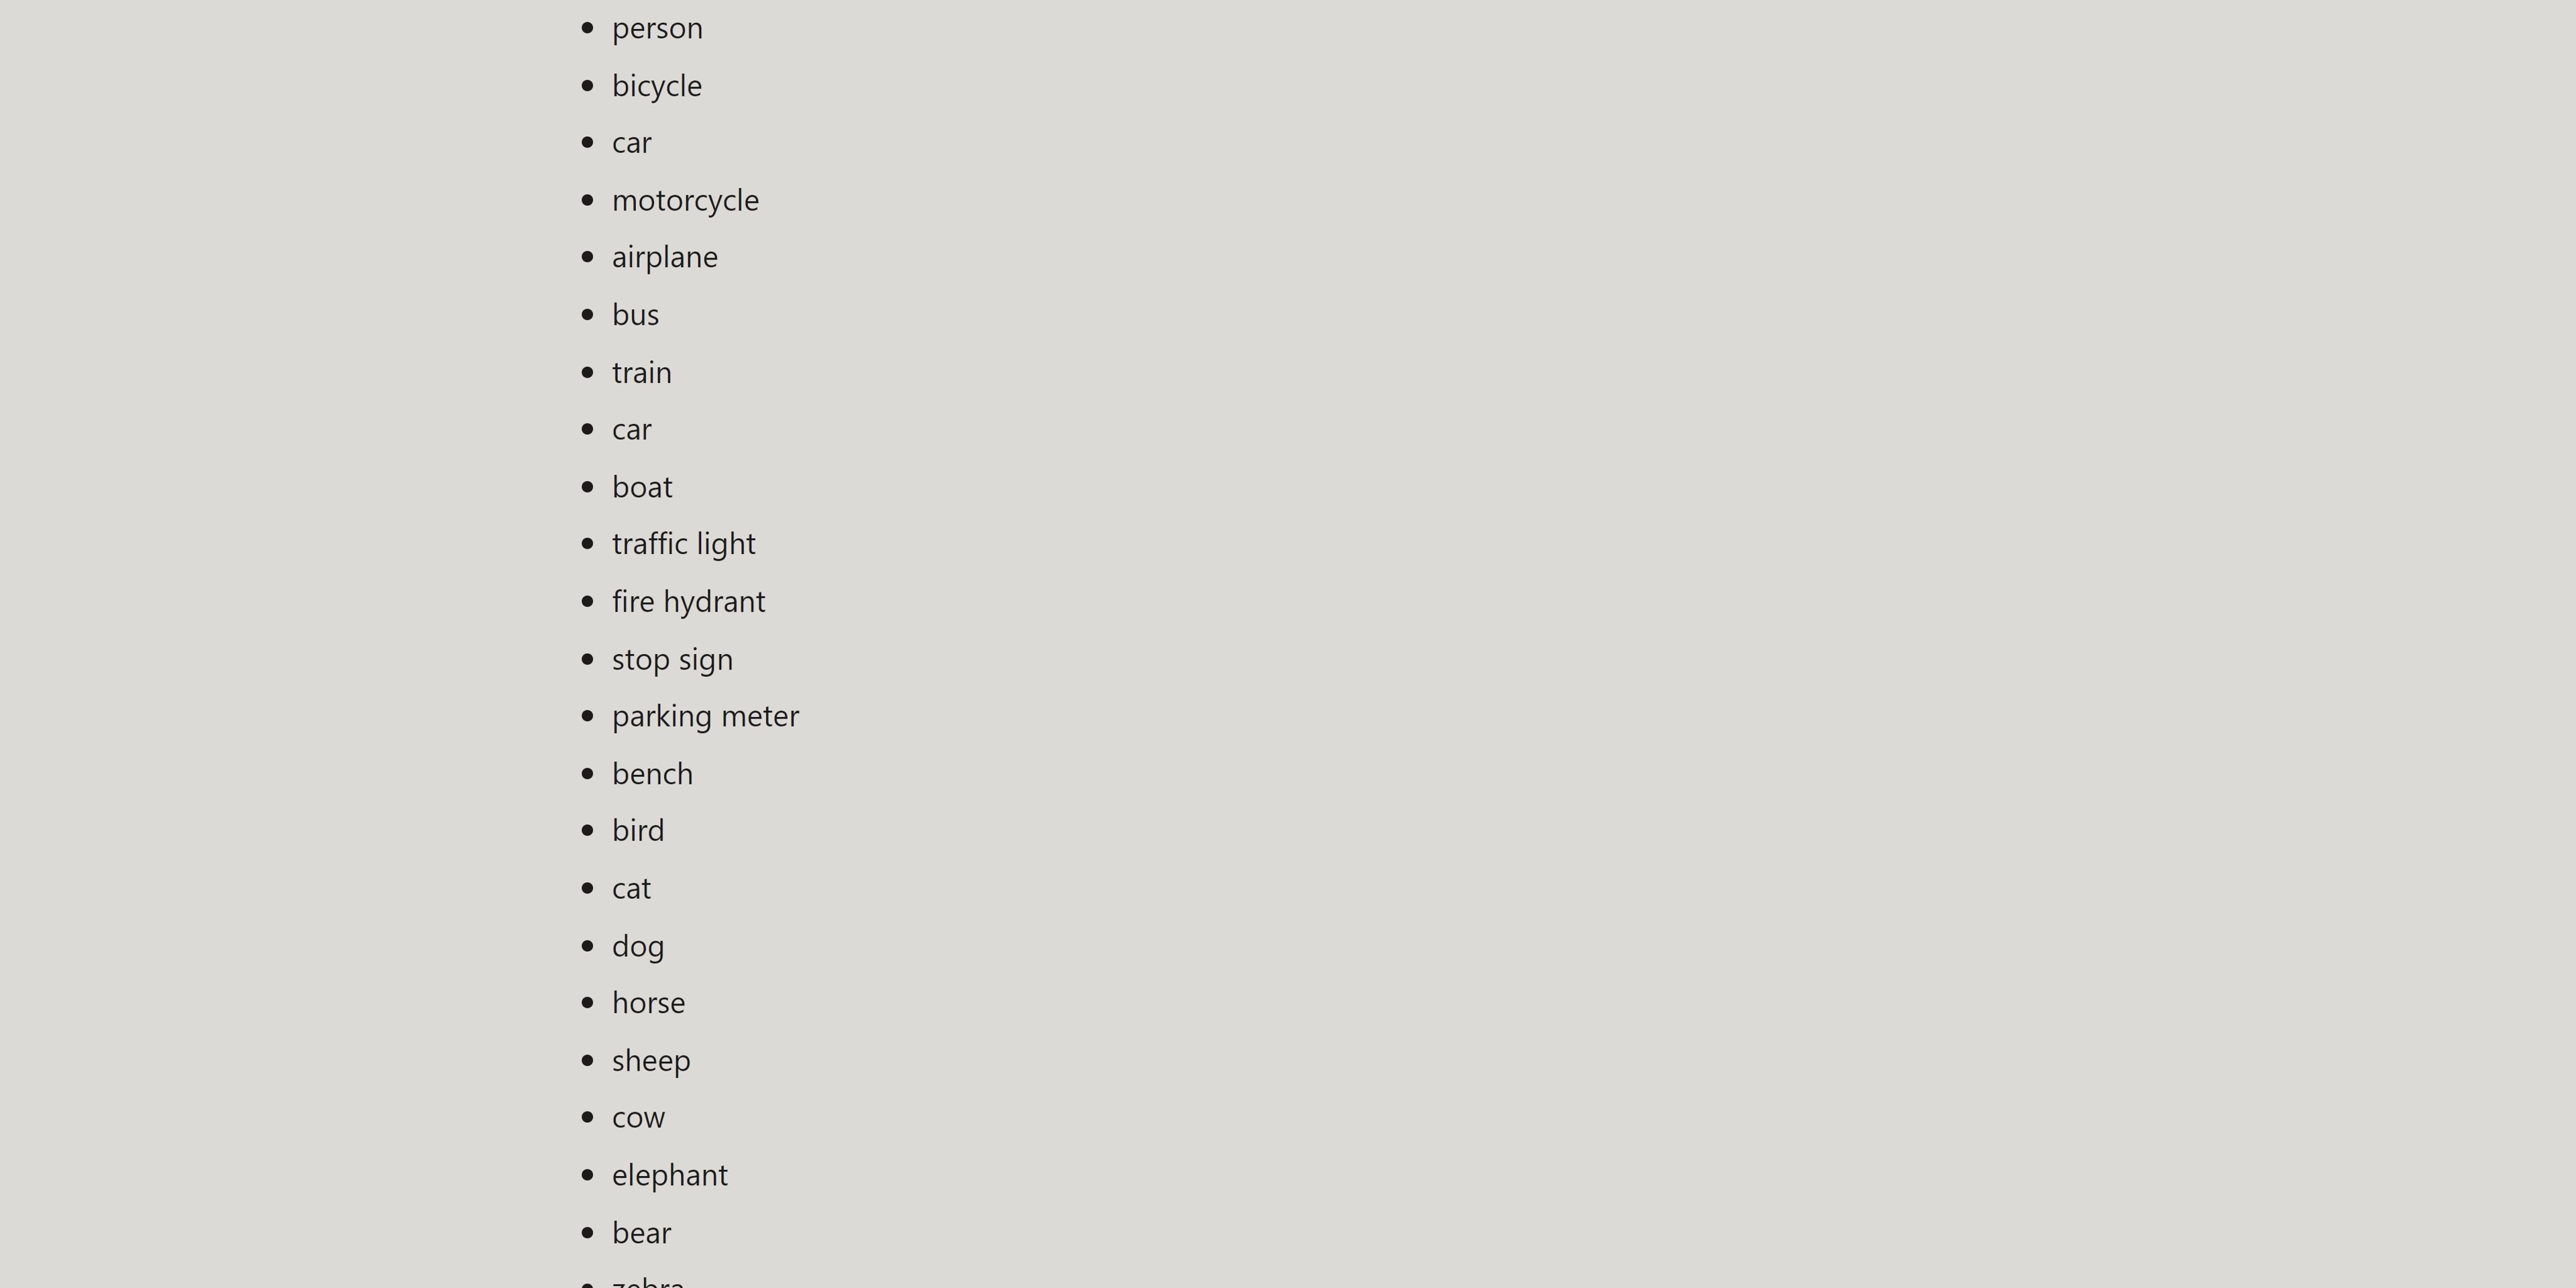 • person
• bicycle
• car
• motorcycle
• airplane
• bus
• train
• car
• boat
• traffic light
• fire hydrant
• stop sign
• parking meter
• bench
• bird
• cat
• dog
• horse
• sheep
• cow
• elephant
• bear
• zebra